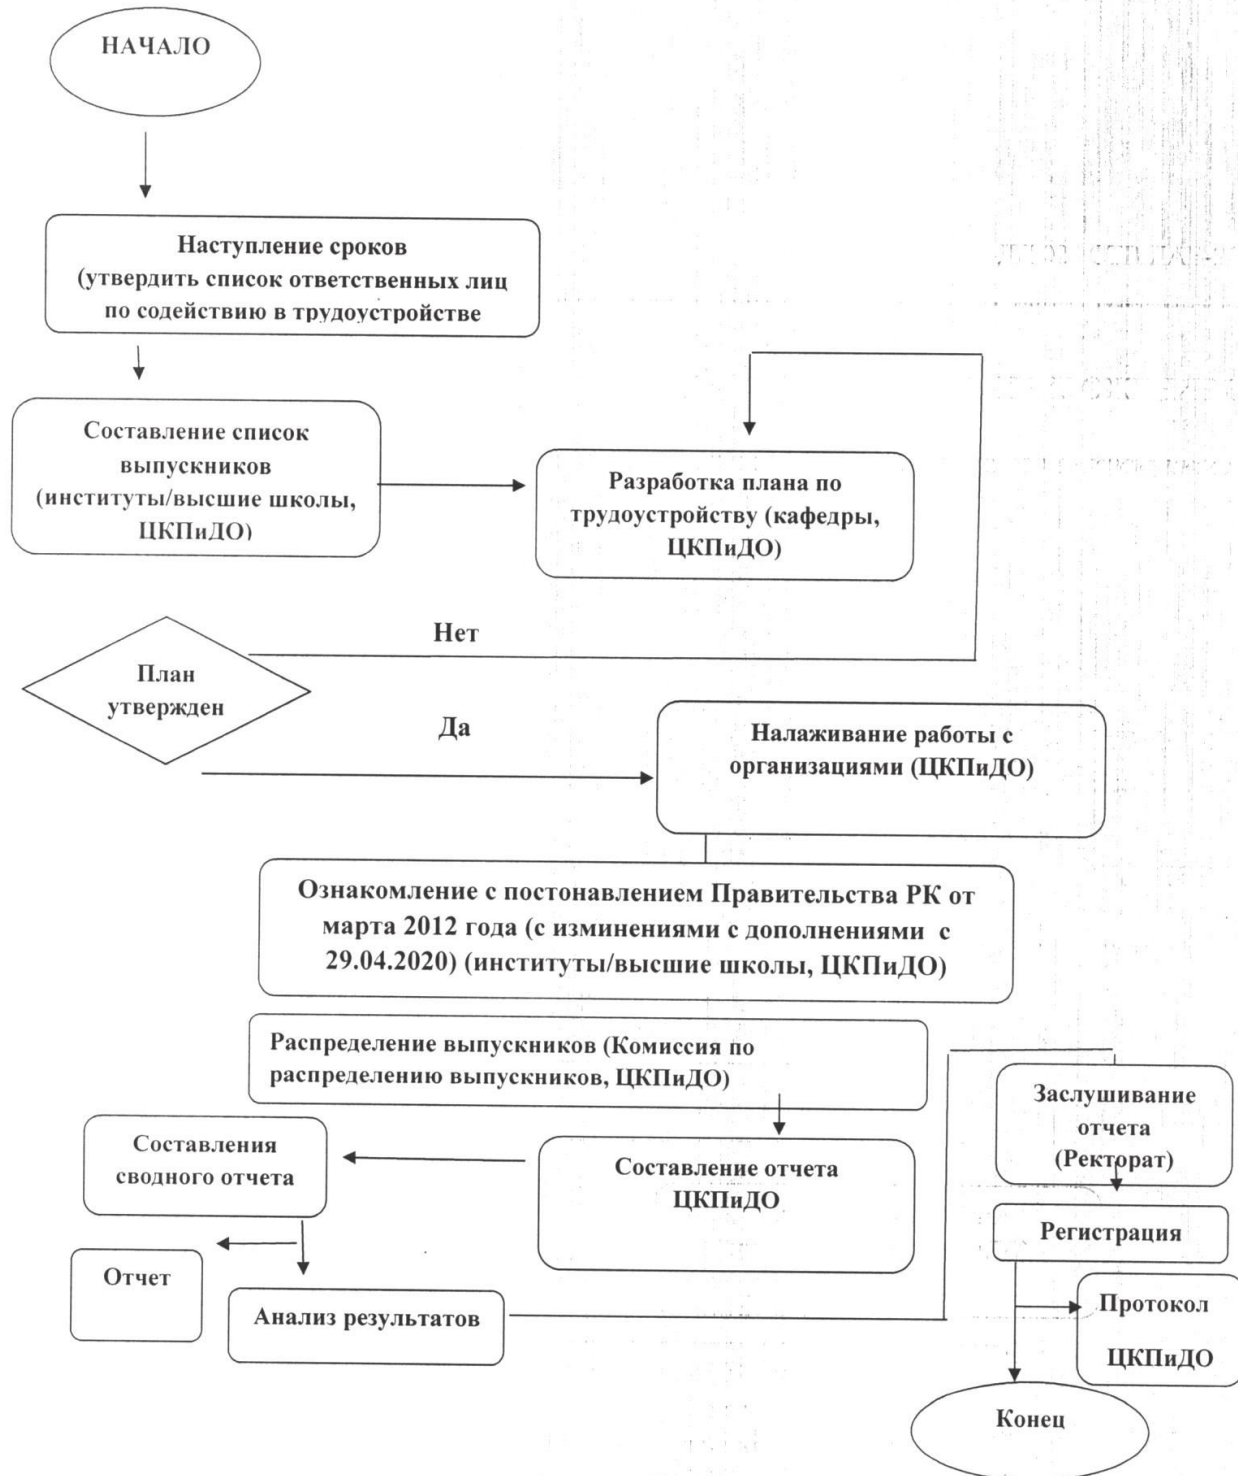 НАЧАЛО
Наступление сроков
(утвердить список ответственных лиц
по содействию в трудоустройстве
Составление список
выпускников
(институты/высшие школы,
ЦКПиДО)
Разработка плана по
трудоустройству (кафедры,
ЦКПиДО)
Нет
План
утвержден
Да
Налаживание работы с
организациями (ЦКПиДО)
Ознакомление с постонавлением Правительства РК от
марта 2012 года (с изминениями с дополнениями с
29.04.2020) (институты/высшие школы, ЦКПиДО)
Распределение выпускников (Комиссия по
распределению выпускников, ЦКПиДО)
Заслушивание
отчета
(Ректорат)
Составления
сводного отчета
Составление отчета
ЦКПиДО
Регистрация
Отчет
Анализ результатов
Протокол
ЦКПиДО
Конец